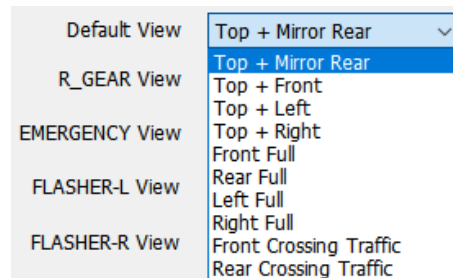 Default View Top + Mirror Rear
Top + Mirror Rear
R_GEAR View
Top + Front
Top + Left
EMERGENCY View
Top + Right
Front Full
Rear Full
FLASHER-L View
Left Full
Right Full
FLASHER-R View
Front Crossing Traffic
Rear Crossing Traffic